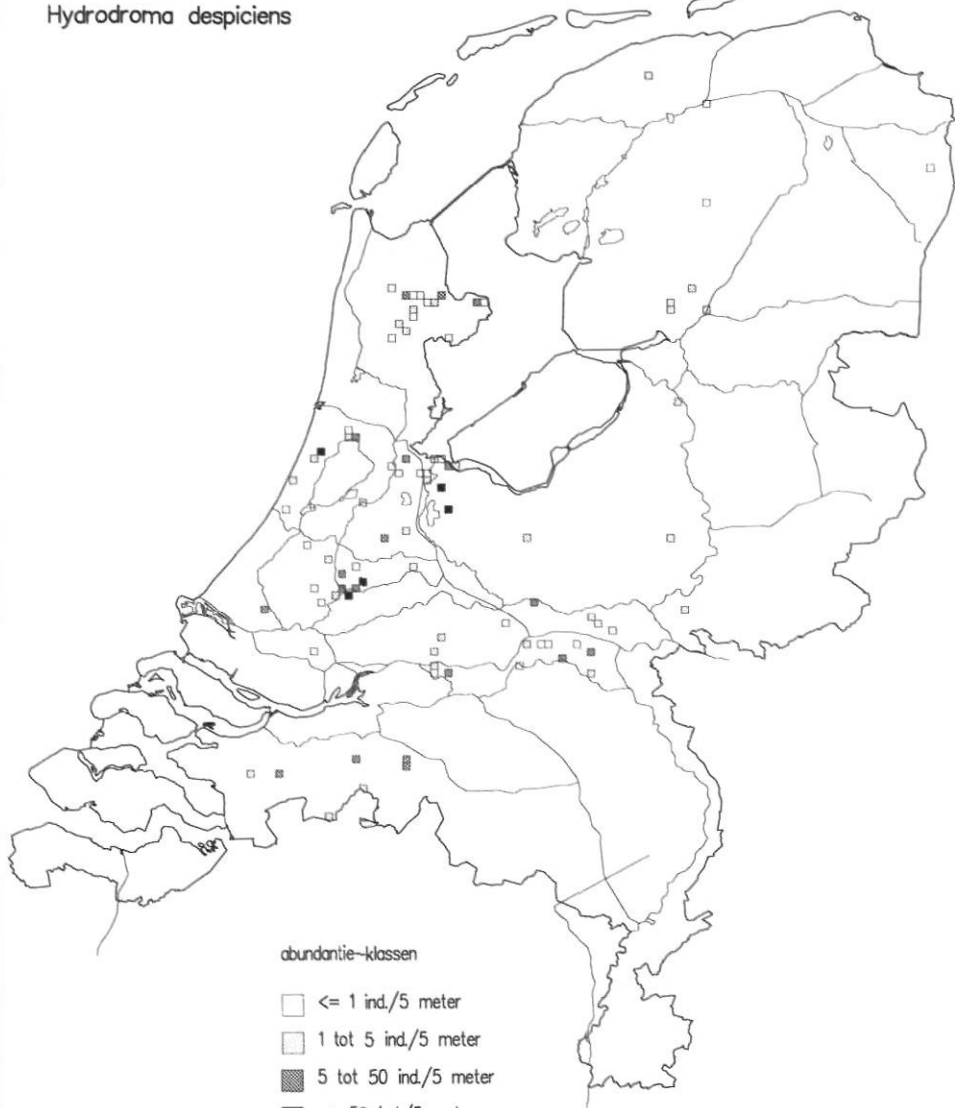 Hydrodroma despiciens
abundantie-klassen
<= 1 ind./5 meter
1 tot 5 ind./5 meter
5 tot 50 ind./5 meter